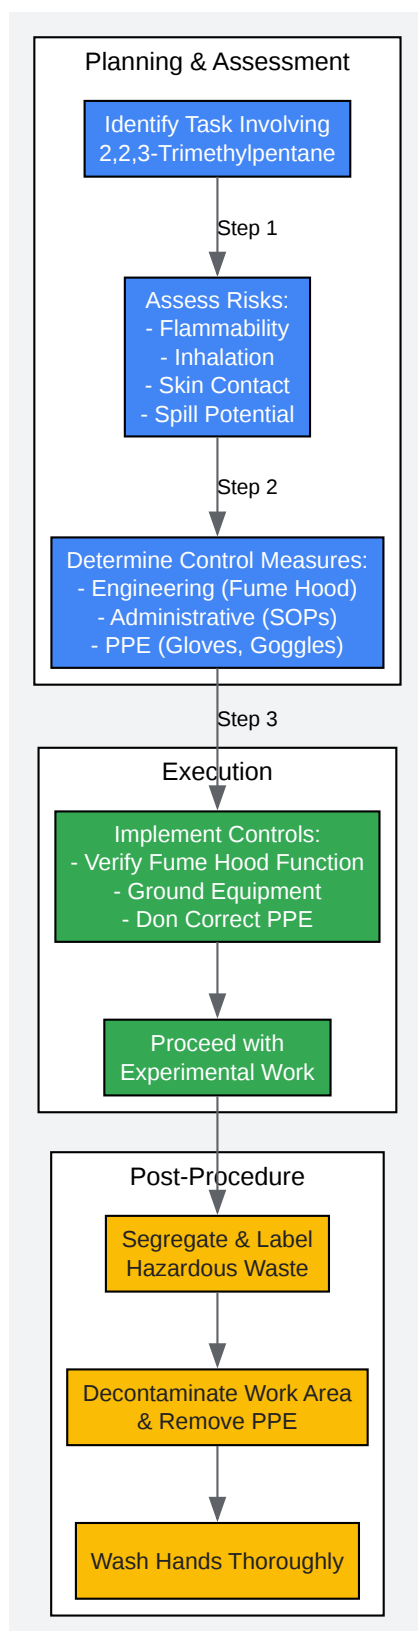 Planning & Assessment
Identify Task Involving
2,2,3-Trimethylpentane
Step 1
Assess Risks:
- Flammability
- Inhalation
- Skin Contact
- Spill Potential
Step 2
Determine Control Measures:
- Engineering (Fume Hood)
- Administrative (SOPs)
- PPE (Gloves, Goggles)
Step 3
Execution
Implement Controls:
- Verify Fume Hood Function
- Ground Equipment
- Don Correct PPE
Proceed with
Experimental Work
Post-Procedure
Segregate & Label
Hazardous Waste
Decontaminate Work Area
& Remove PPE
Wash Hands Thoroughly